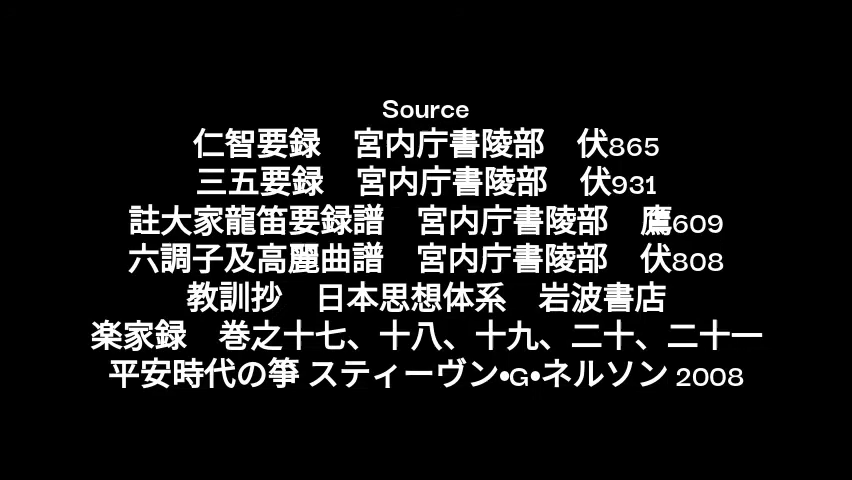 Source
仁智要録　宮内庁書陵部　伏865
三五要録　宮内庁書陵部　伏931
註大家龍笛要録譜　宮内庁書陵部　鷹609
六調子及高麗曲譜　宮内庁書陵部　伏808
教訓抄　日本思想体系　岩波書店
楽家録　巻之十七、十八、十九、二十、二十一
平安時代の箏 スティーヴン•G•ネルソン 2008